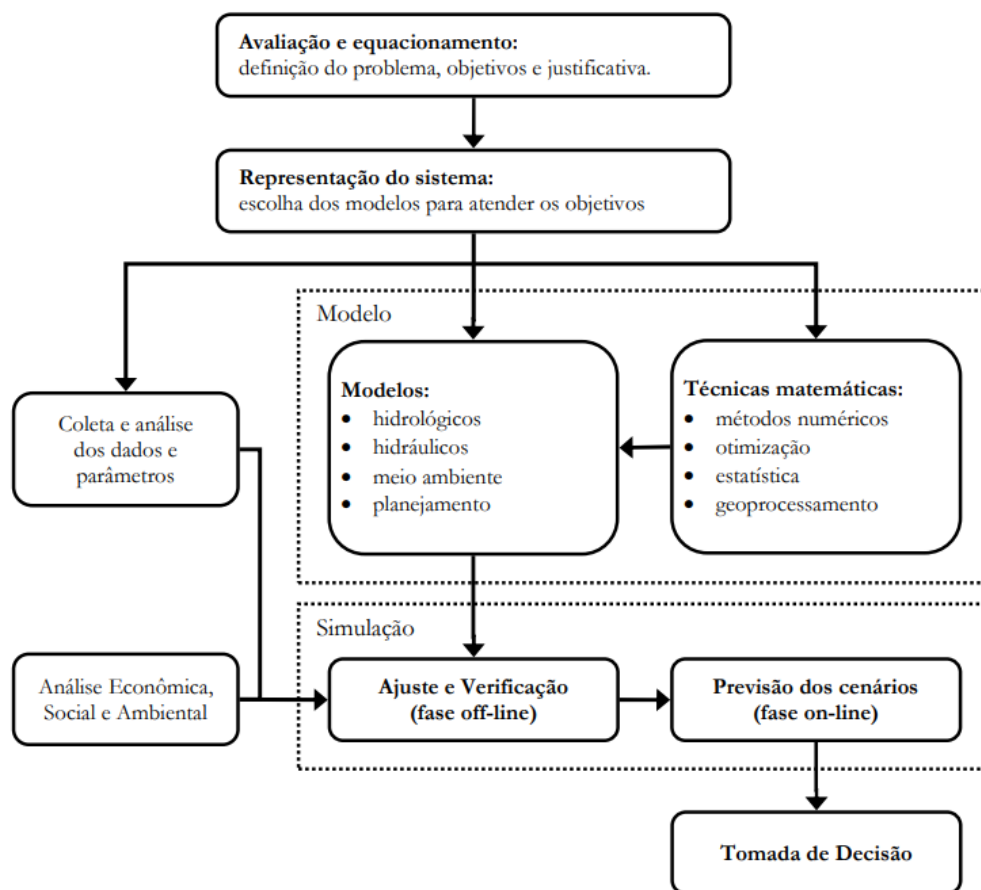 Avaliação e equacionamento:
definição do problema, objetivos e justificativa.
Representação do sistema:
escolha dos modelos para atender os objetivos
Modelo
Modelos:
• hidrológicos
• hidráulicos
• meio ambiente
• planejamento
Técnicas matemáticas:
• métodos numéricos
• otimização
• estatística
• geoprocessamento
Coleta e análise
dos dados e
parâmetros
Simulação
Análise Econômica,
Social e Ambiental
Ajuste e Verificação
(fase off-line)
Previsão dos cenários
(fase on-line)
Tomada de Decisão